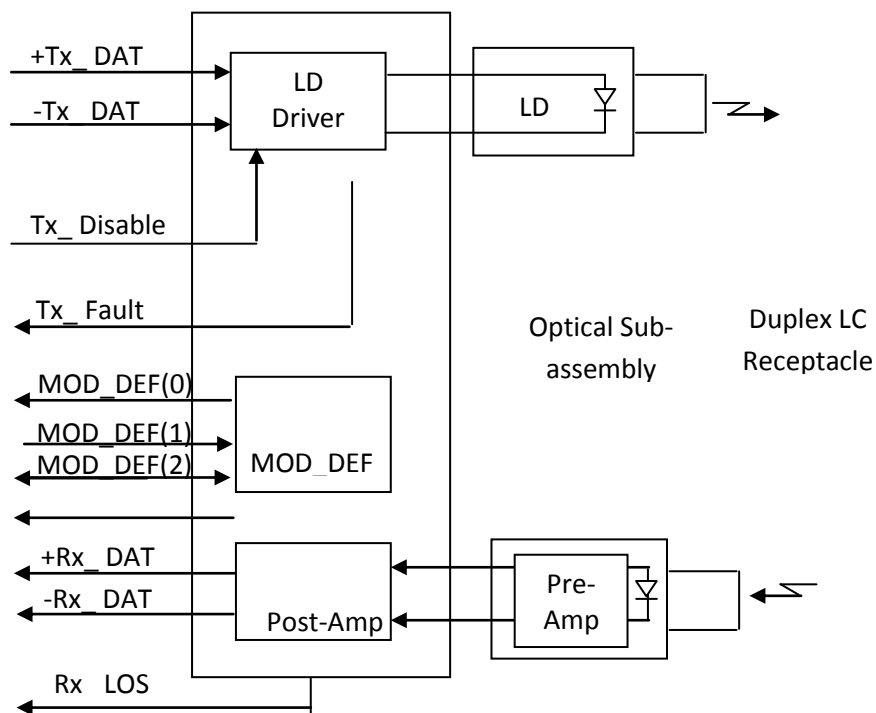 +Tx_ DAT
-Tx_ DAT
LD
Driver
LD
Tx_ Disable
Tx_ Fault
Optical Sub-
assembly
Duplex LC
Receptacle
MOD_DEF(0)
MOD_DEF(1)
MOD_DEF(2)
MOD_DEF
+Rx_ DAT
-Rx_ DAT
Post-Amp
Pre-
Amp
Rx LOS